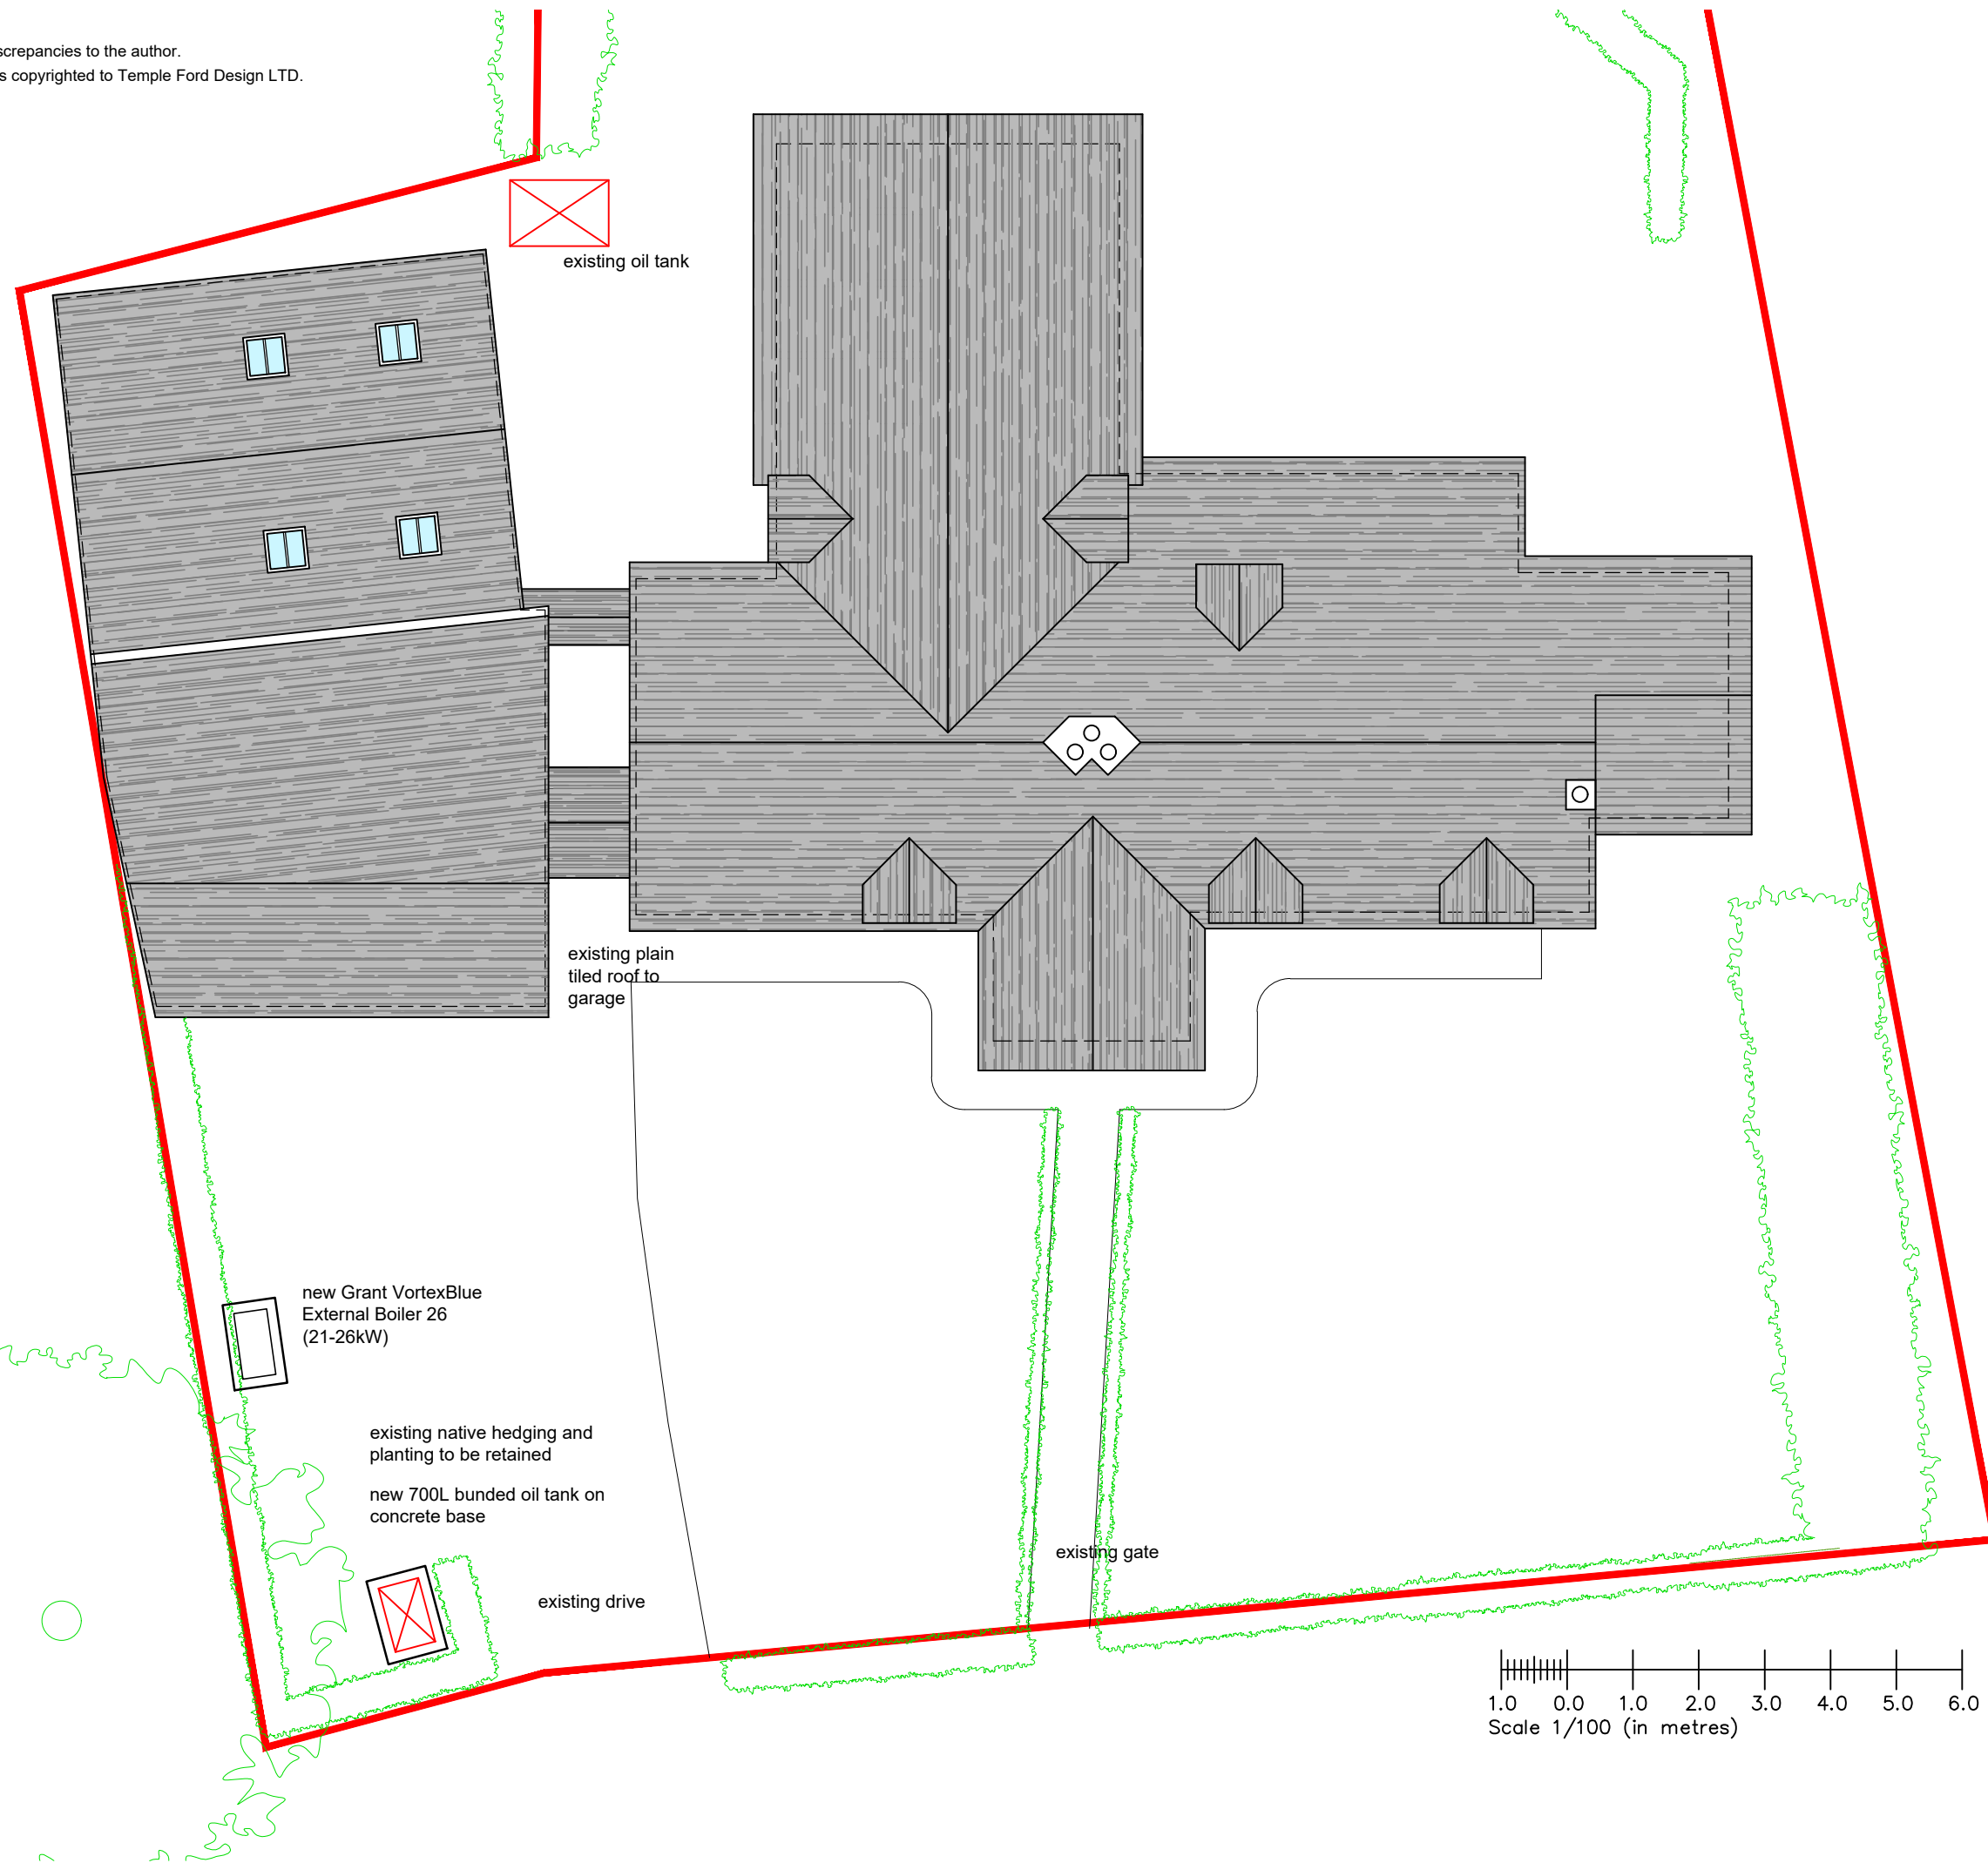 screpancies to the author.
s copyrighted to Temple Ford Design LTD.
existing oil tank
existing plain
tiled roof to
garage
new Grant VortexBlue
External Boiler 26
(21-26kW)
existing native hedging and
planting to be retained
new 700L bunded oil tank on
concrete base
existing gate
existing drive
1.0 0.0 1.0 2.0 3.0 4.0 5.0 6.0
Scale 1/100 (in metres)